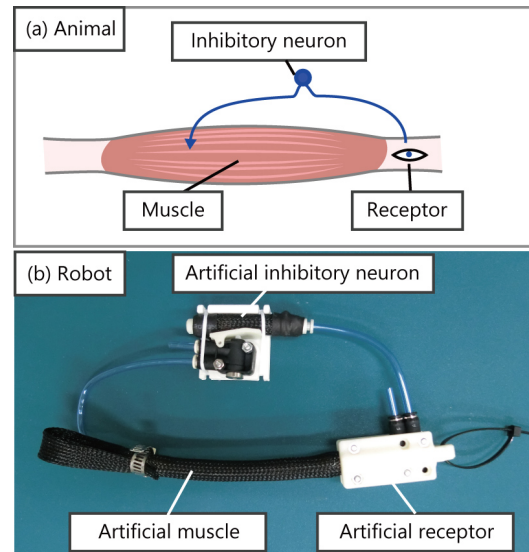 (a) Animal
Inhibitory neuron
Muscle
Receptor
(b) Robot
Artificial inhibitory neuron
Artificial muscle
Artificial receptor